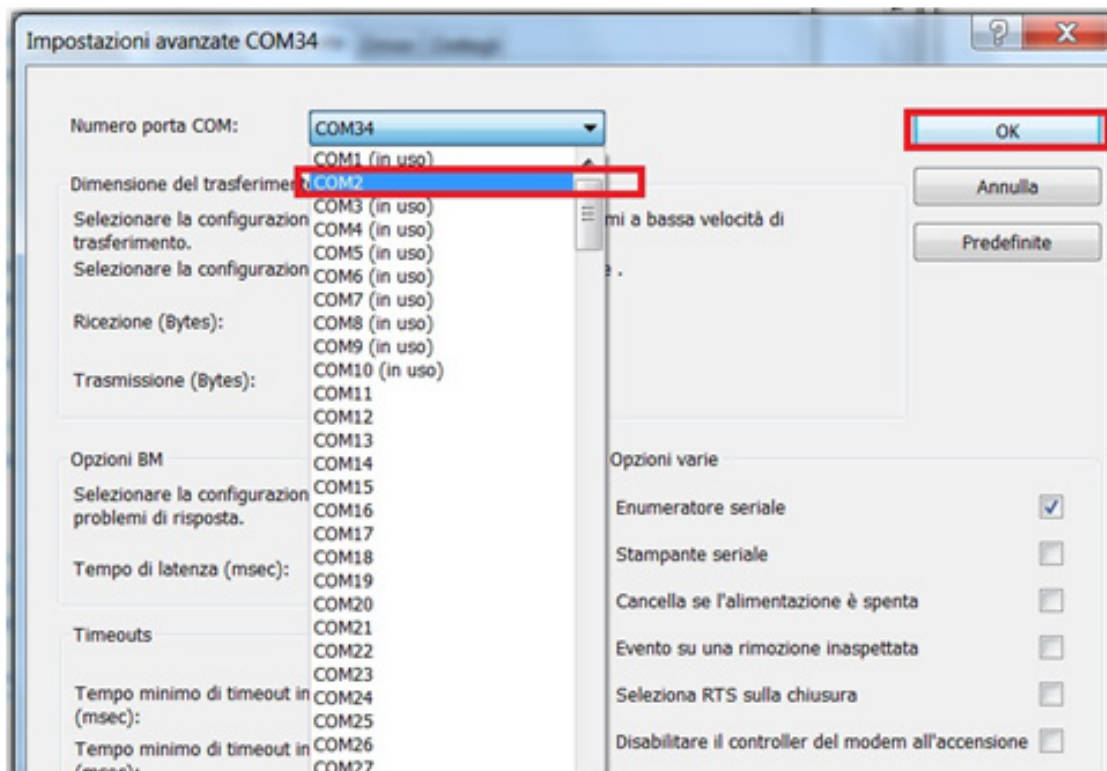 Impostazioni avanzate COM34
Numero porta COM:
COM34
OK
COM1 (in uso)
Dimensione del trasferiment
COM2
Annulla
COM3 (in uso)
Selezionare la configurazion
mi a bassa velocità di
trasferimento.
COM4 (in uso)
Predefinite
COM5 (in uso)
Selezionare la configurazion
e .
COM6 (in uso)
COM7 (in uso)
Ricezione (Bytes):
COM8 (in uso)
COM9 (in uso)
COM10 (in uso)
Trasmissione (Bytes):
COM11
COM12
COM13
Opzioni BM
Opzioni varie
COM14
Selezionare la configurazion
COM15
problemi di risposta.
COM16
Enumeratore seriale
COM17
COM18
Stampante seriale
Tempo di latenza (msec):
COM19
COM20
Cancella se l'alimentazione è spenta
COM21
Timeouts
COM22
Evento su una rimozione inaspettata
COM23
Tempo minimo di timeout in
COM24
Seleziona RTS sulla chiusura
(msec):
COM25
Tempo minimo di timeout in
COM26
Disabilitare il controller del modem all'accensione
(msec):
COM27